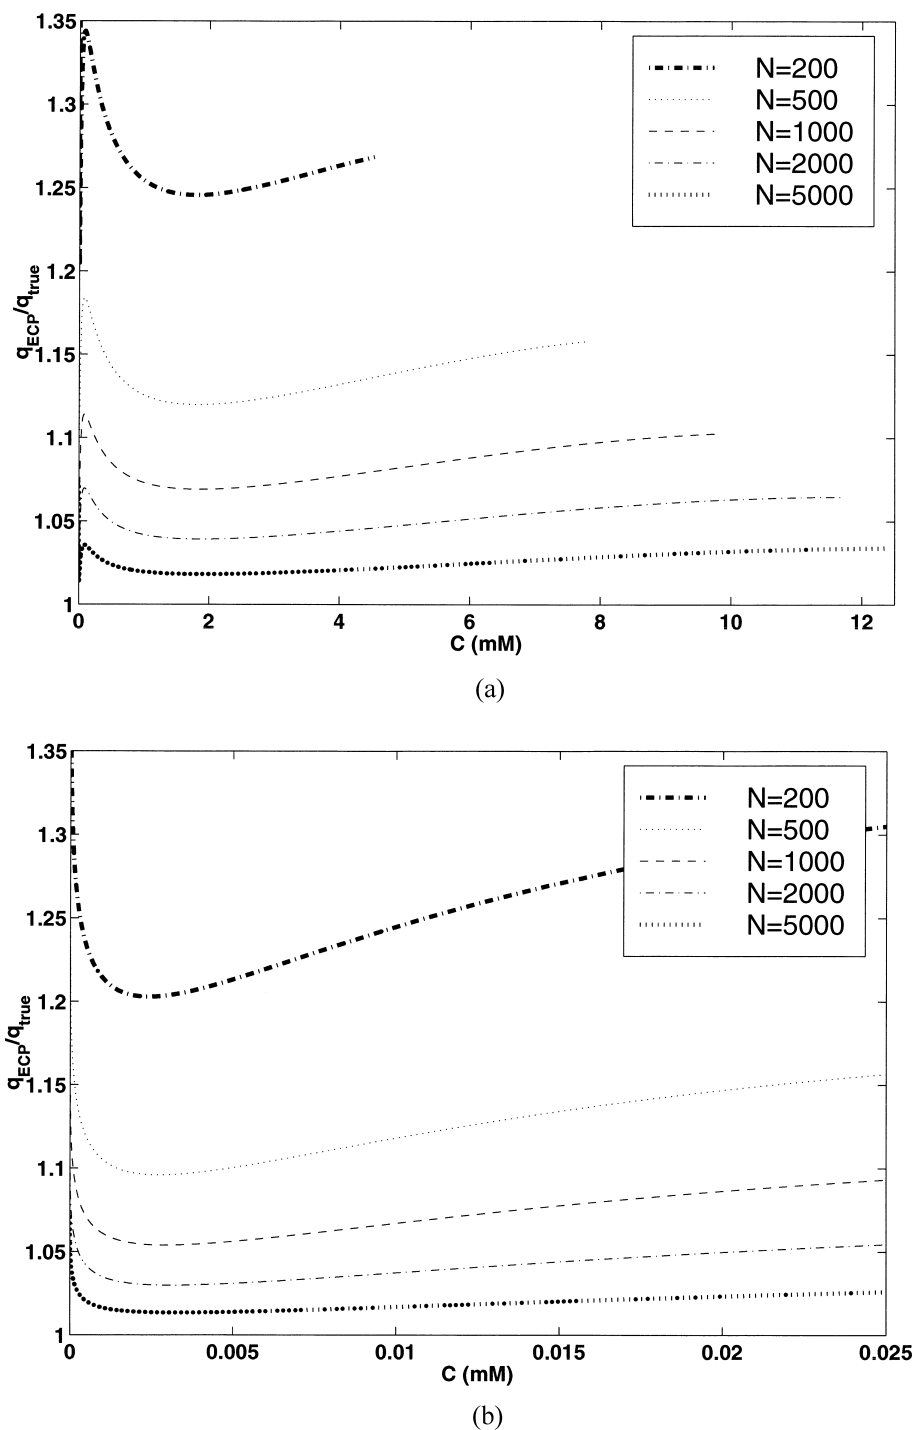 1.35
1.3
1.25
1.2
1.15
1.1
1.05
1
q_ECP/q_true
0 2 4 6 8 10 12
C (mM)
N=200
N=500
N=1000
N=2000
N=5000
(a)
1.35
1.3
1.25
1.2
1.15
1.1
1.05
1
q_ECP/q_true
0 0.005 0.01 0.015 0.02 0.025
C (mM)
N=200
N=500
N=1000
N=2000
N=5000
(b)